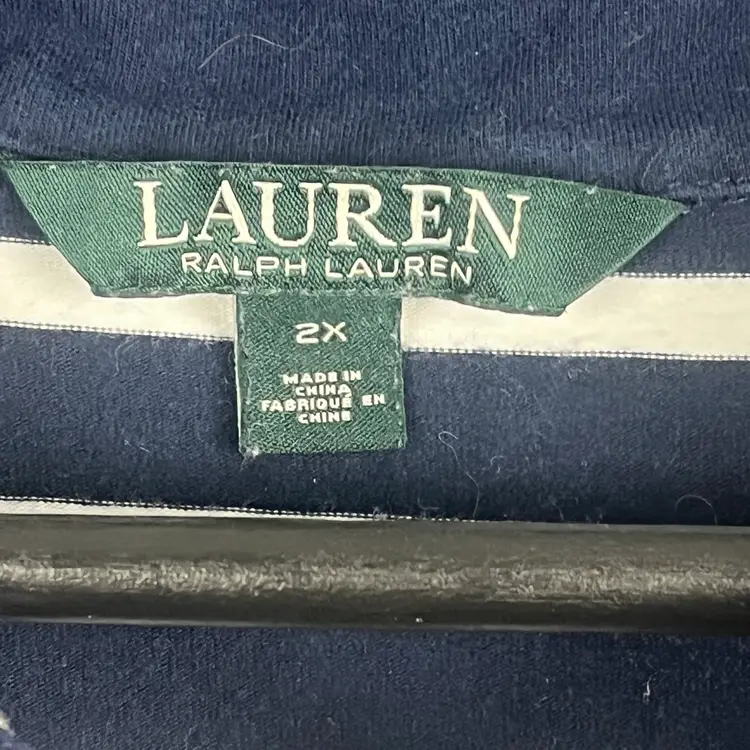 LAUREN
RALPH LAUREN
2X
MADE IN
CHINA
FABRIQUÉ EN
CHINE